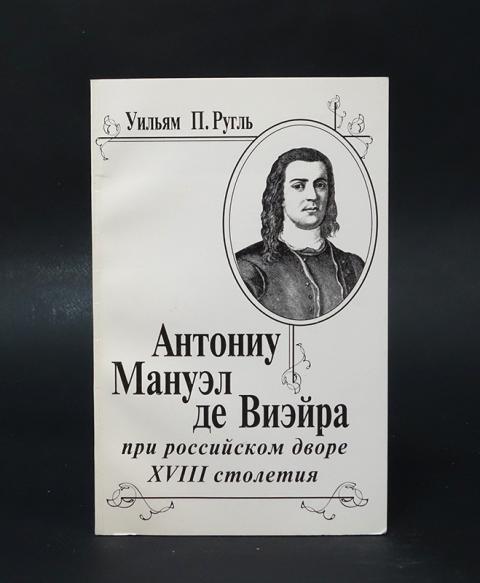 Уильям П. Ругль
Антониу
Мануэл
де Виэйра
при российском дворе
XVIII столетия